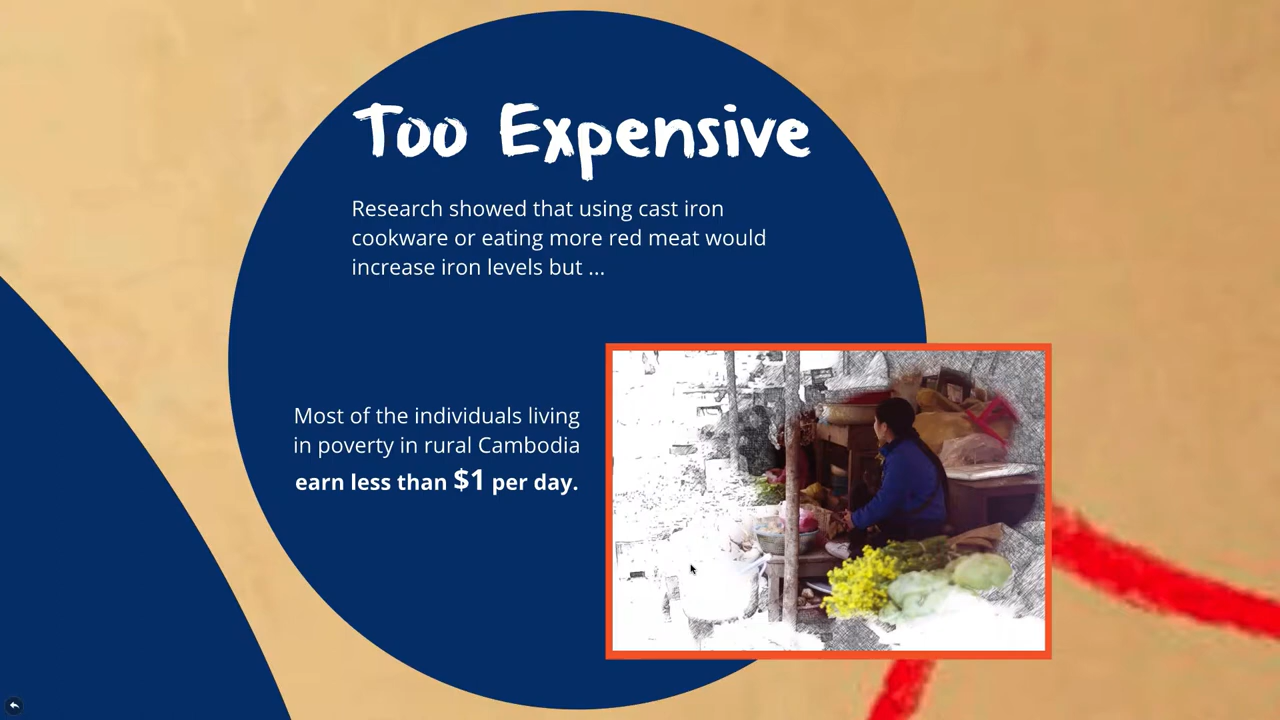 Too Expensive
Research showed that using cast iron
cookware or eating more red meat would
increase iron levels but ...
Most of the individuals living
in poverty in rural Cambodia
earn less than $1 per day.